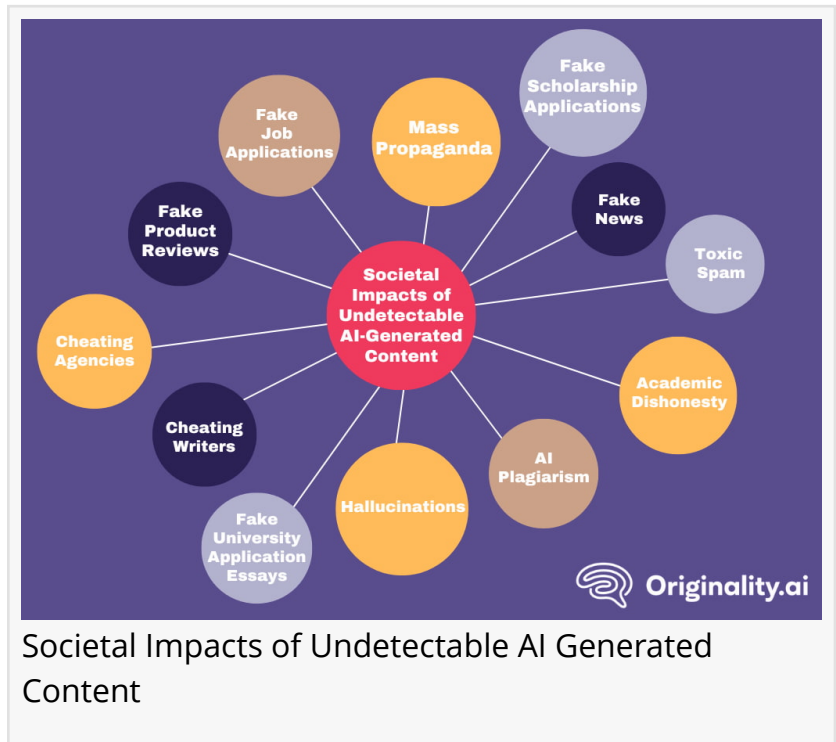 Fake
Scholarship
Applications
Fake
Job
Applications
Mass
Propaganda
Fake
News
Fake
Product
Reviews
Toxic
Spam
Societal
Impacts of
Undetectable
AI-Generated
Content
Cheating
Agencies
Academic
Dishonesty
Cheating
Writers
AI
Plagiarism
Hallucinations
Fake
University
Application
Essays
Originality.ai
Societal Impacts of Undetectable AI Generated
Content